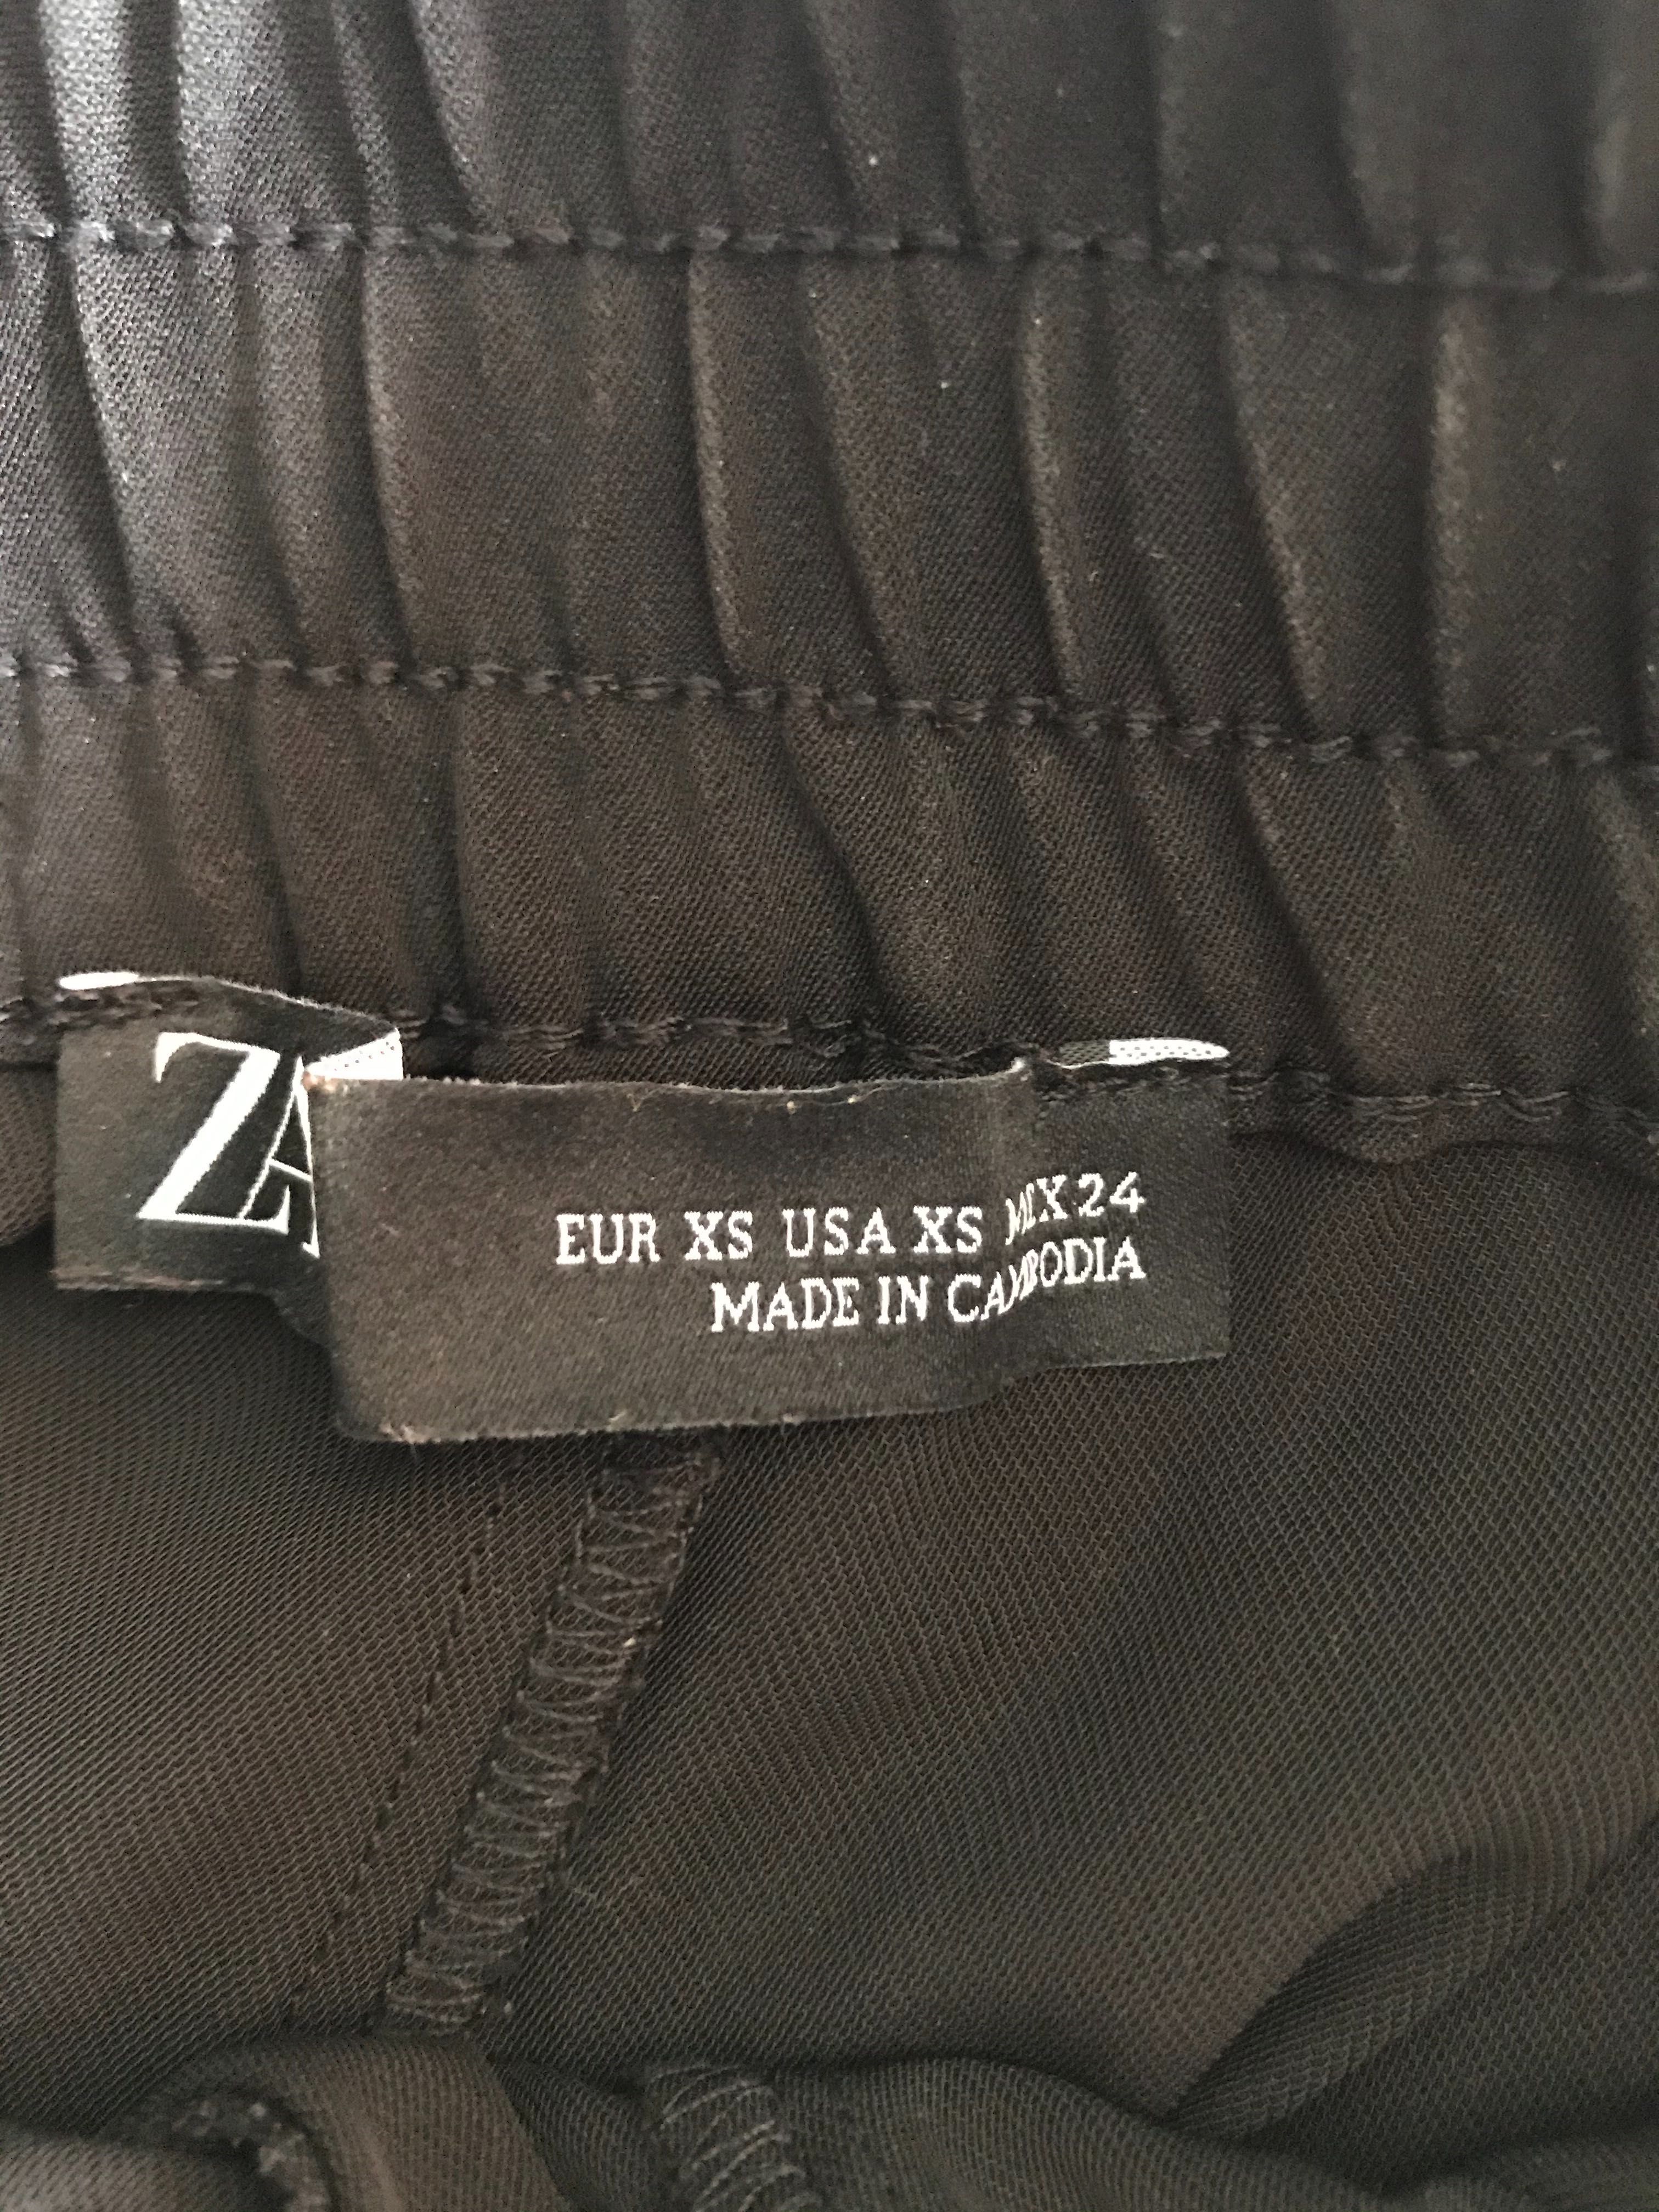 ZA
EUR XS USA XS MEX 24
MADE IN CAMBODIA